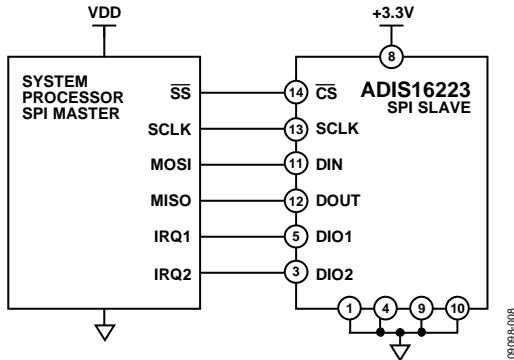 VDD
+3.3V
8
SYSTEM
PROCESSOR
SPI MASTER
ADIS16223
SPI SLAVE
SS 14 CS
SCLK 13 SCLK
MOSI 11 DIN
MISO 12 DOUT
IRQ1 5 DIO1
IRQ2 3 DIO2
1 4 9 10
09098-008